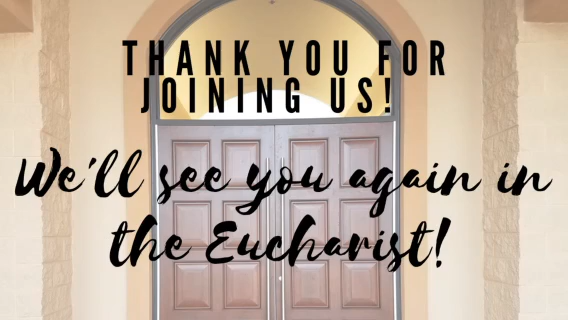 THANK YOU FOR
JOINING US!
We'll see you again in
the Eucharist!